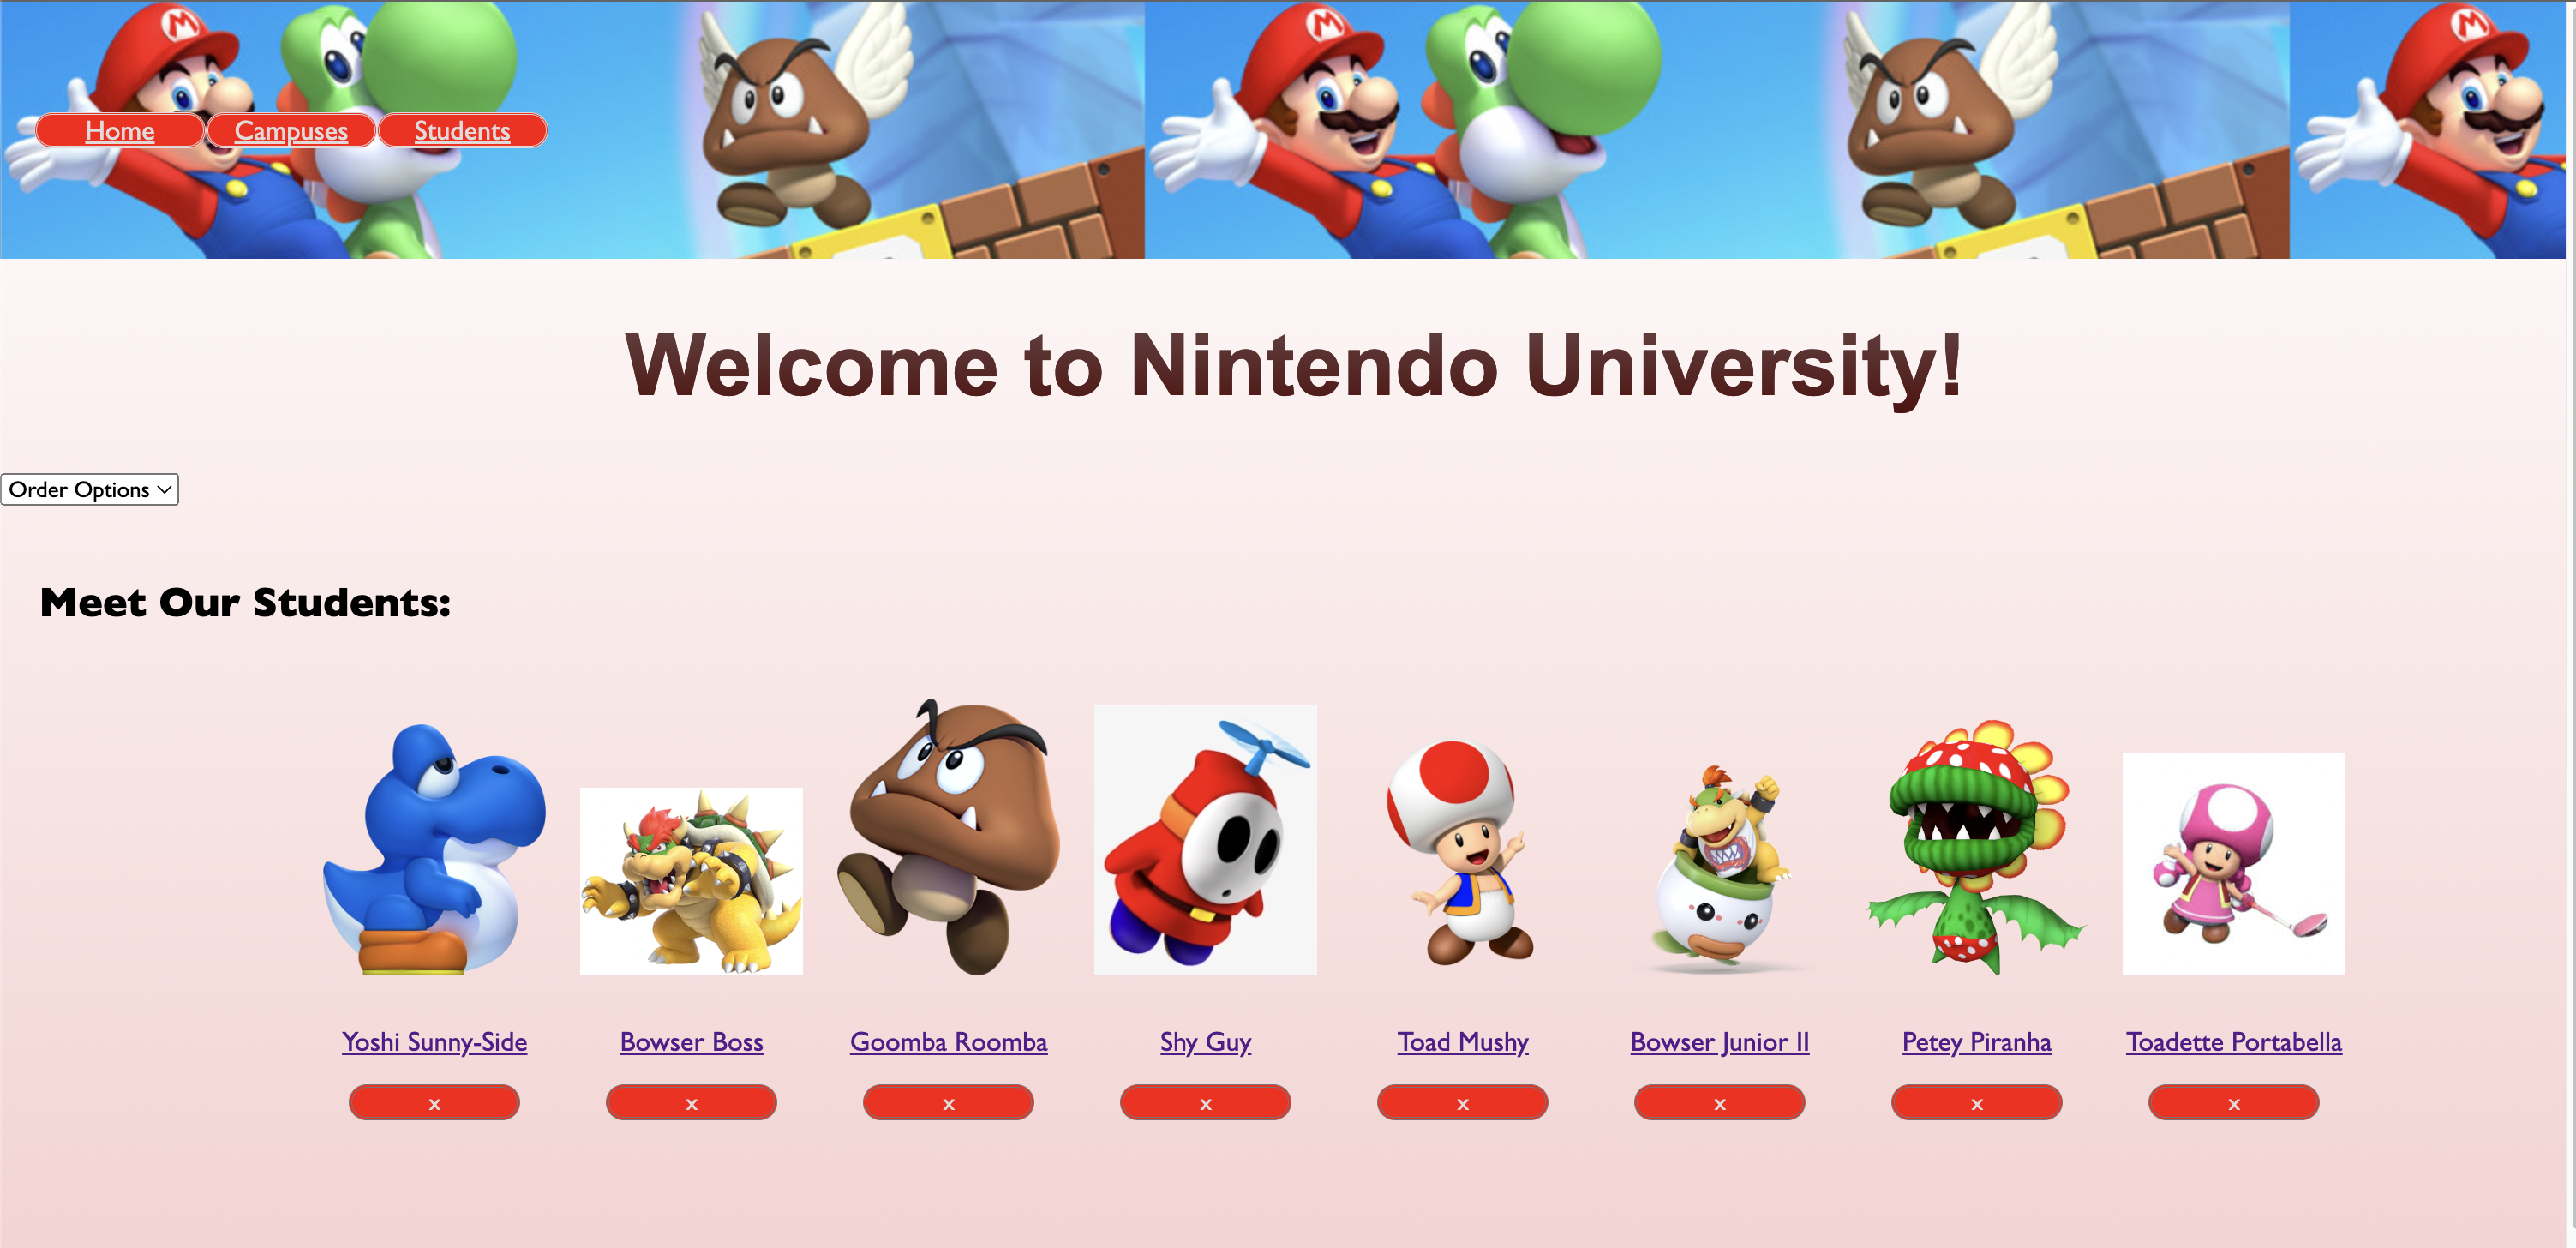 Home Campuses Students
Welcome to Nintendo University!
Order Options
Meet Our Students:
Yoshi Sunny-Side Bowser Boss Goomba Roomba Shy Guy Toad Mushy Bowser Junior II Petey Piranha Toadette Portabella
x x x x x x x x